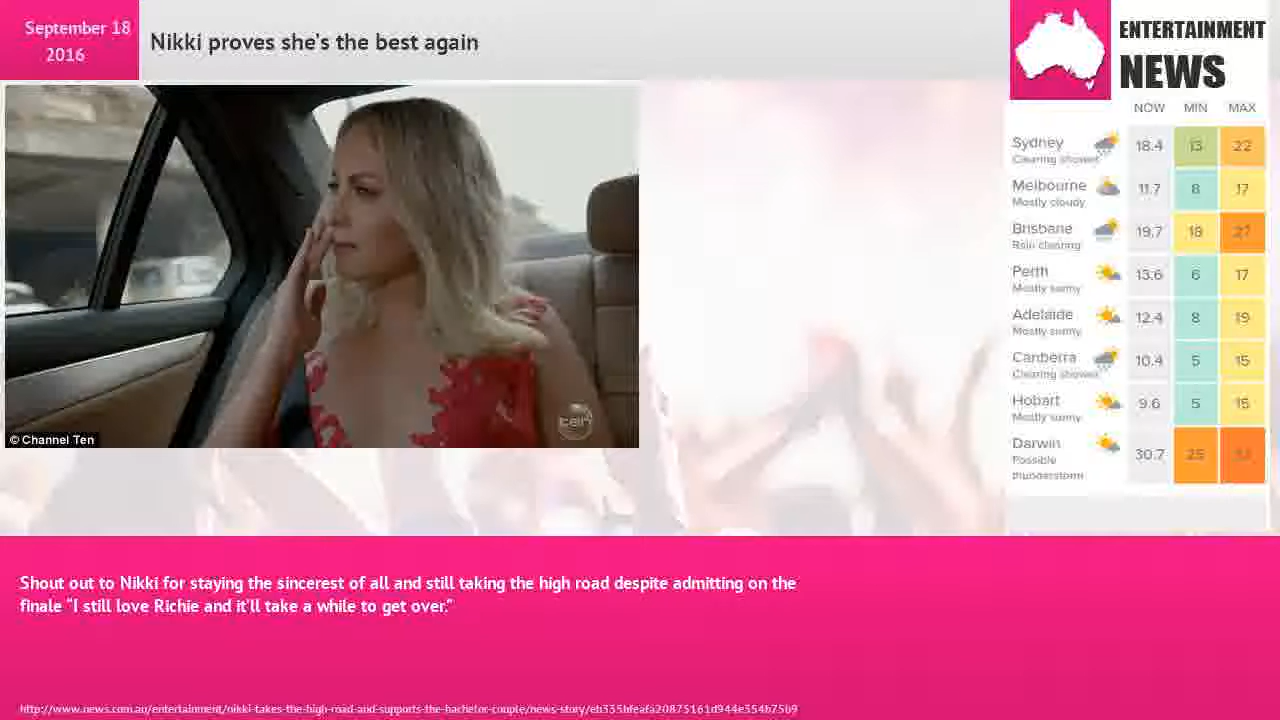 September 18
2016
Nikki proves she's the best again
ENTERTAINMENT
NEWS
NOW MIN MAX
Sydney 18.4 13 22
Clearing shower
Melbourne 11.7 8 17
Mostly cloudy
Brisbane 19.7 18 27
Rain clearing
Perth 13.6 6 17
Mostly sunny
Adelaide 12.4 8 19
Mostly sunny
Canberra 10.4 5 15
Clearing shower
Hobart 9.6 5 15
Mostly sunny
Darwin 30.7 25
Possible
thunderstorm
ten
© Channel Ten
Shout out to Nikki for staying the sincerest of all and still taking the high road despite admitting on the
finale “I still love Richie and it’ll take a while to get over.”